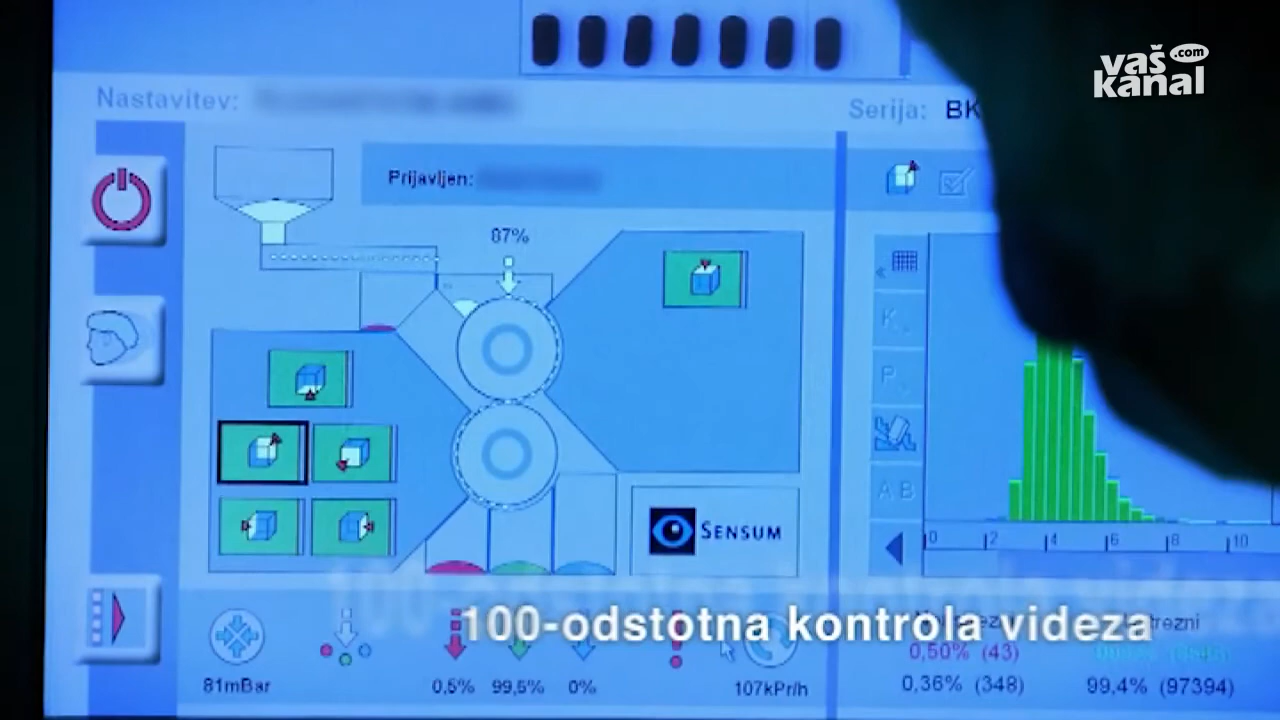 vaš
.com
kanal
Nastavitev:
Serija: BK
Prijavljen:
87%
K
P
A B
SENSUM
0 2 4 6 8 10
100-odstotna kontrola videza
0,50% (43)
81mBar
0,5% 99,5% 0%
107kPr/h
0,36% (348)
99,4% (97394)